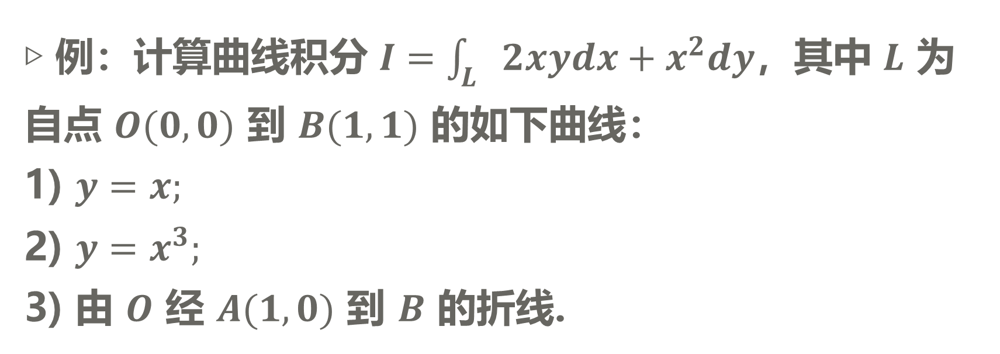 ▷ 例：计算曲线积分 I = ∫_L 2xydx + x²dy, 其中 L 为
自点 O(0, 0) 到 B(1, 1) 的如下曲线：
1) y = x;
2) y = x³;
3) 由 O 经 A(1, 0) 到 B 的折线.